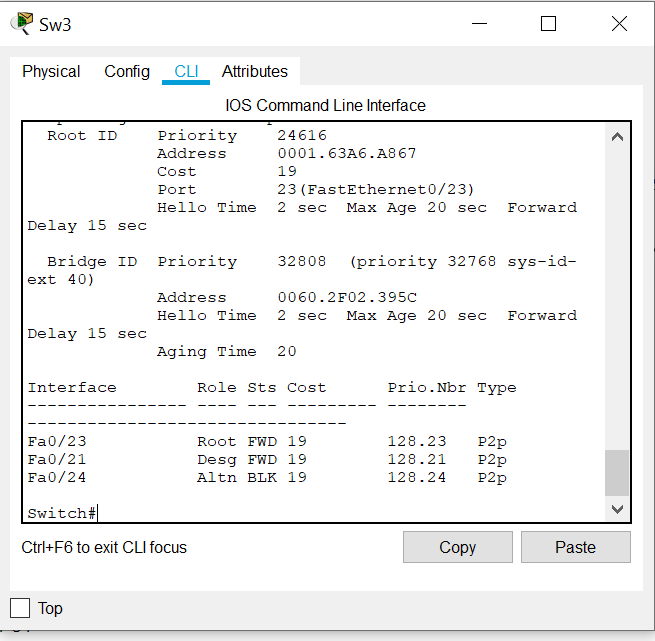 Sw3
Physical Config CLI Attributes
IOS Command Line Interface
Root ID Priority 24616
Address 0001.63A6.A867
Cost 19
Port 23(FastEthernet0/23)
Hello Time 2 sec Max Age 20 sec Forward
Delay 15 sec
Bridge ID Priority 32808 (priority 32768 sys-id-
ext 40)
Address 0060.2F02.395C
Hello Time 2 sec Max Age 20 sec Forward
Delay 15 sec
Aging Time 20
Interface Role Sts Cost Prio.Nbr Type
---------------- ---- --- --------- --------
--------------------------------
Fa0/23 Root FWD 19 128.23 P2p
Fa0/21 Desg FWD 19 128.21 P2p
Fa0/24 Altn BLK 19 128.24 P2p
Switch#
Ctrl+F6 to exit CLI focus
Copy Paste
Top